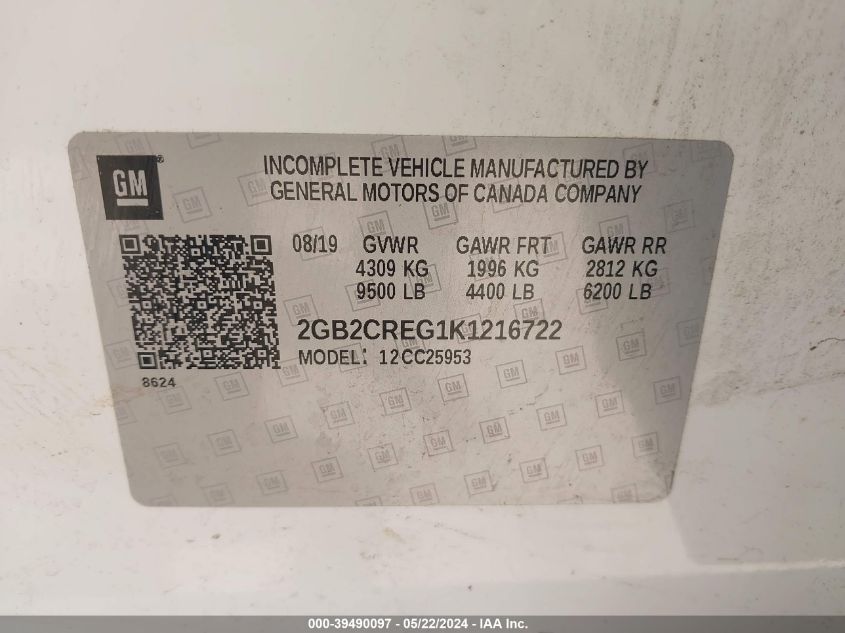 GM
INCOMPLETE VEHICLE MANUFACTURED BY
GENERAL MOTORS OF CANADA COMPANY
08/19 GVWR GAWR FRT GAWR RR
4309 KG 1996 KG 2812 KG
9500 LB 4400 LB 6200 LB
2GB2CREG1K1216722
MODEL: 12CC25953
8624
000-39490097 - 05/22/2024 - IAA Inc.